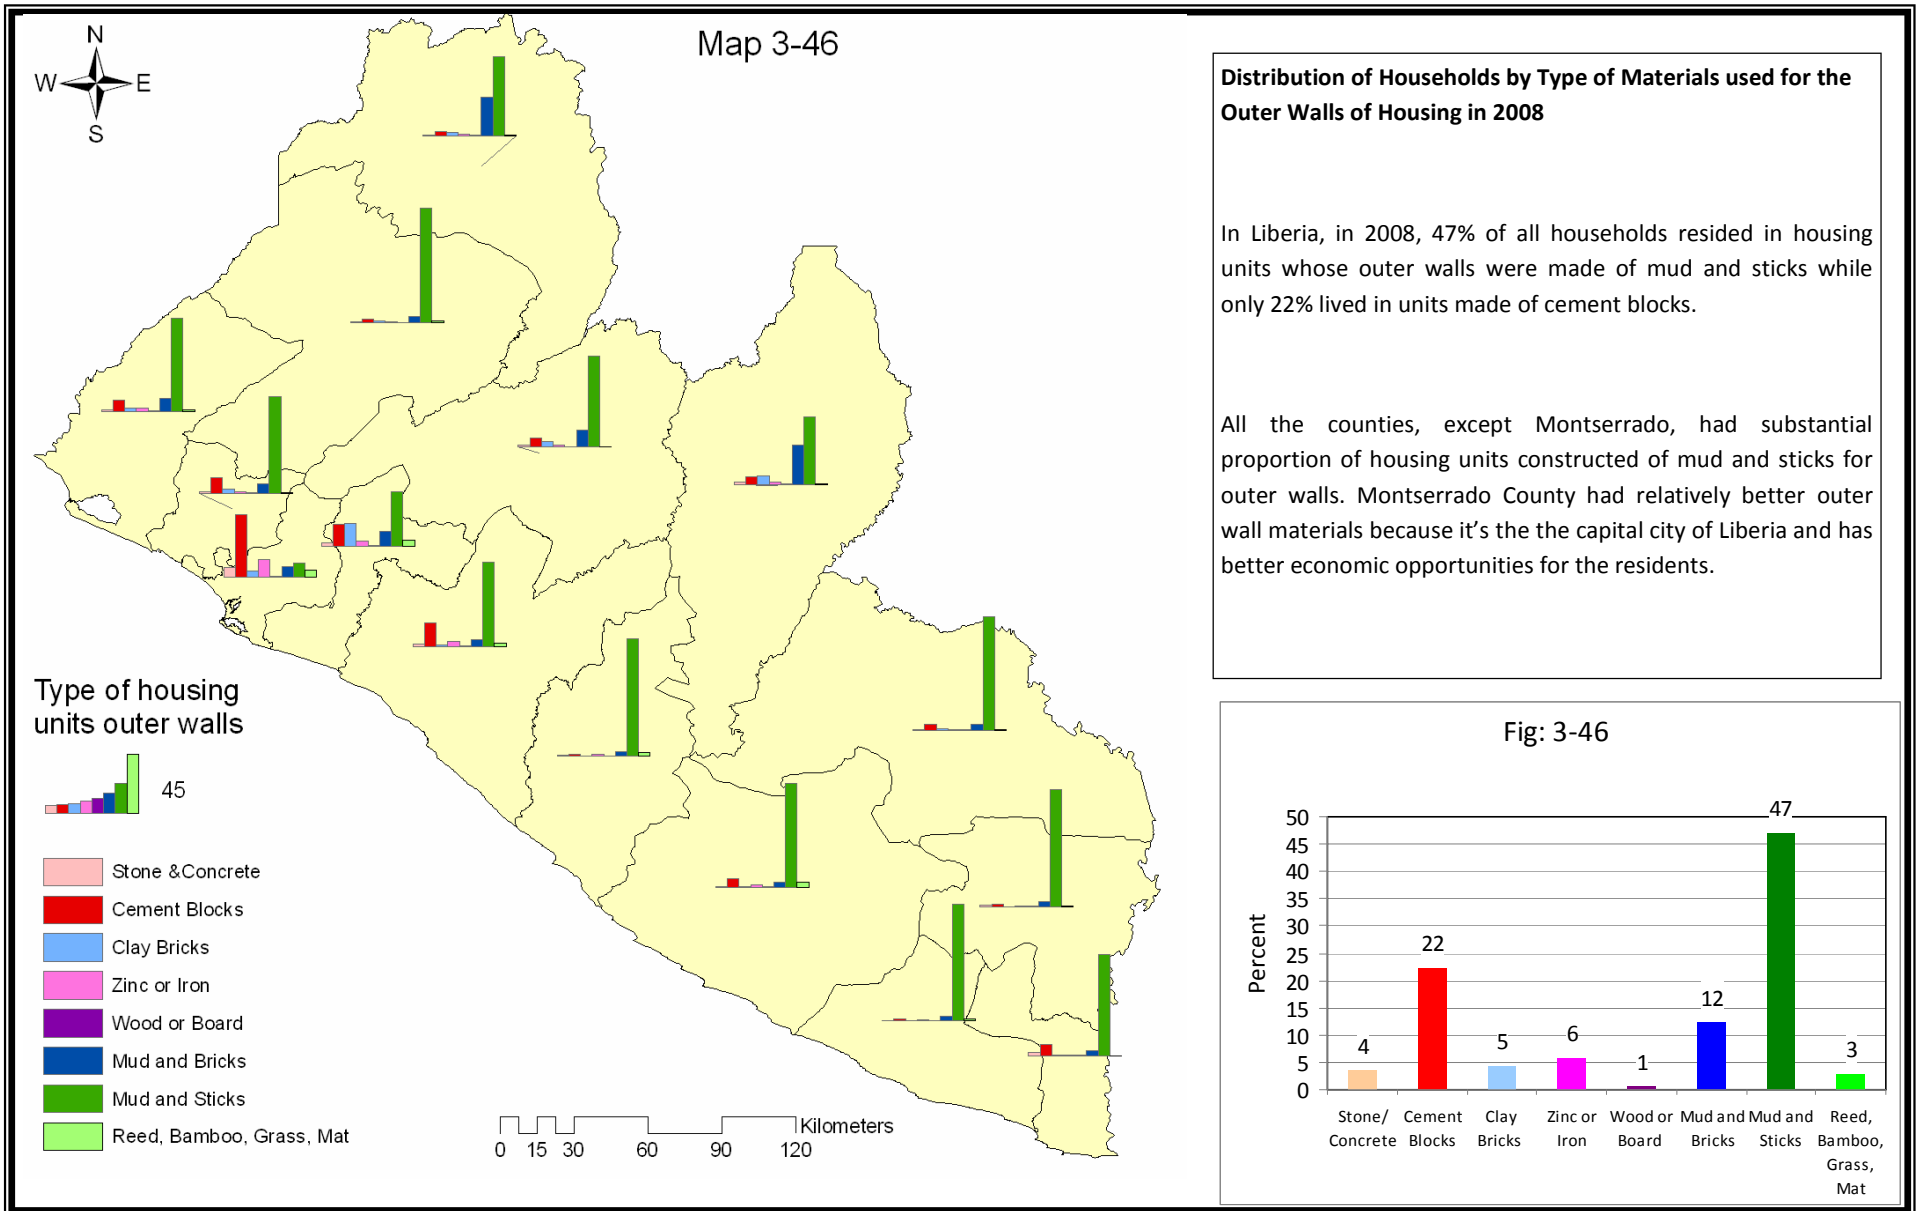 N
W E
S
Map 3-46
Type of housing
units outer walls
45
Stone &Concrete
Cement Blocks
Clay Bricks
Zinc or Iron
Wood or Board
Mud and Bricks
Mud and Sticks
Reed, Bamboo, Grass, Mat
Kilometers
0 15 30 60 90 120
Distribution of Households by Type of Materials used for the
Outer Walls of Housing in 2008
In Liberia, in 2008, 47% of all households resided in housing
units whose outer walls were made of mud and sticks while
only 22% lived in units made of cement blocks.
All the counties, except Montserrado, had substantial
proportion of housing units constructed of mud and sticks for
outer walls. Montserrado County had relatively better outer
wall materials because it’s the the capital city of Liberia and has
better economic opportunities for the residents.
Fig: 3-46
Percent
50
45
40
35
30
25
20
15
10
5
0
4 22 5 6 1 12 47 3
Stone/ Cement Clay Zinc or Wood or Mud and Mud and Reed,
Concrete Blocks Bricks Iron Board Bricks Sticks Bamboo,
Grass,
Mat